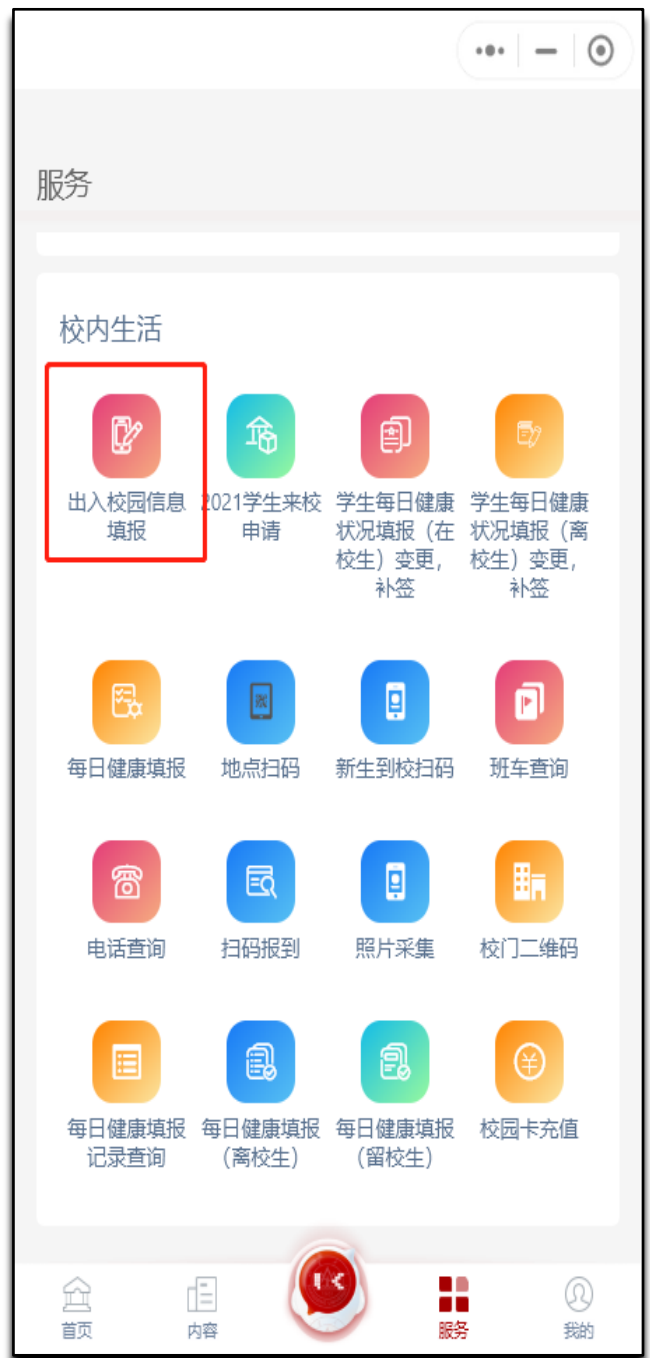 服务
校内生活
出入校园信息
填报
2021学生来校
申请
学生每日健康
状况填报（在
校生）变更，
补签
学生每日健康
状况填报（离
校生）变更，
补签
每日健康填报
地点扫码
新生到校扫码
班车查询
电话查询
扫码报到
照片采集
校门二维码
每日健康填报
记录查询
每日健康填报
（离校生）
每日健康填报
（留校生）
校园卡充值
首页
内容
服务
我的